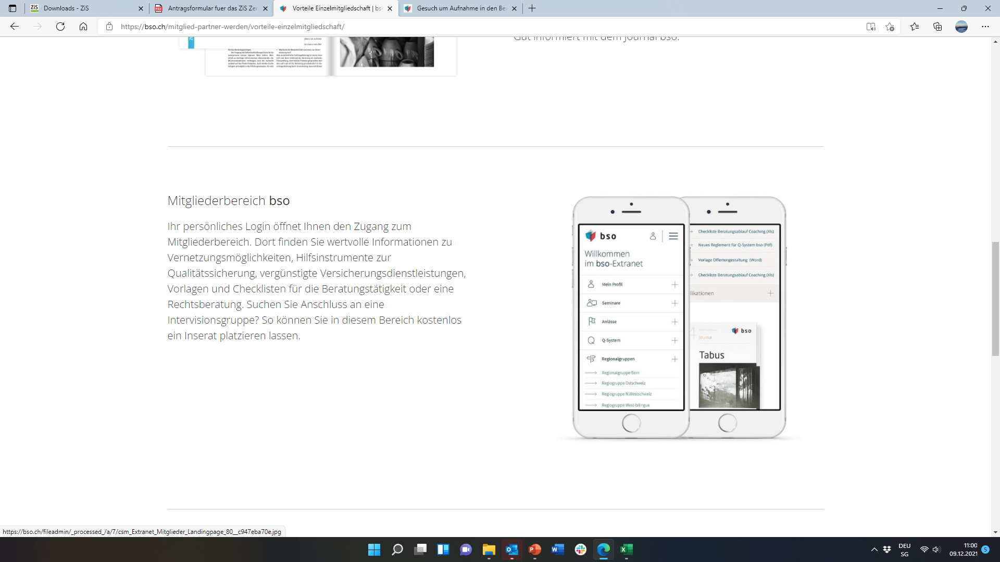 Downloads - ZiS
Antragsformular fuer das ZiS Zer
Vorteile Einzelmitgliedschaft | bs
Gesuch um Aufnahme in den Be
https://bso.ch/mitglied-partner-werden/vorteile-einzelmitgliedschaft/
Gut informiert mit dem Journal bso.
Mitgliederbereich bso
Ihr persönliches Login öffnet Ihnen den Zugang zum
Mitgliederbereich. Dort finden Sie wertvolle Informationen zu
Vernetzungsmöglichkeiten, Hilfsinstrumente zur
Qualitätssicherung, vergünstigte Versicherungsdienstleistungen,
Vorlagen und Checklisten für die Beratungstätigkeit oder eine
Rechtsberatung. Suchen Sie Anschluss an eine
Intervisionsgruppe? So können Sie in diesem Bereich kostenlos
ein Inserat platzieren lassen.
bso
Willkommen
im bso-Extranet
Mein Profil
Seminare
Anlässe
Q-System
Regionalgruppen
Regionalgruppe Bern
Regiogruppe Ostschweiz
Regiogruppe N.Westschweiz
Regiogruppe West-bilingue
Checkliste Beratungsablauf Coaching (Xls)
Neues Reglement für Q-System bso (Pdf)
Vorlage Offertengestaltung (Word)
Checkliste Beratungsablauf Coaching (Xls)
likationen
bso
Journal
Tabus
https://bso.ch/fileadmin/_processed_/a/7/csm_Extranet_Mitglieder_Landingpage_80__c947eba70e.jpg
DEU
SG
11:00
09.12.2021
5